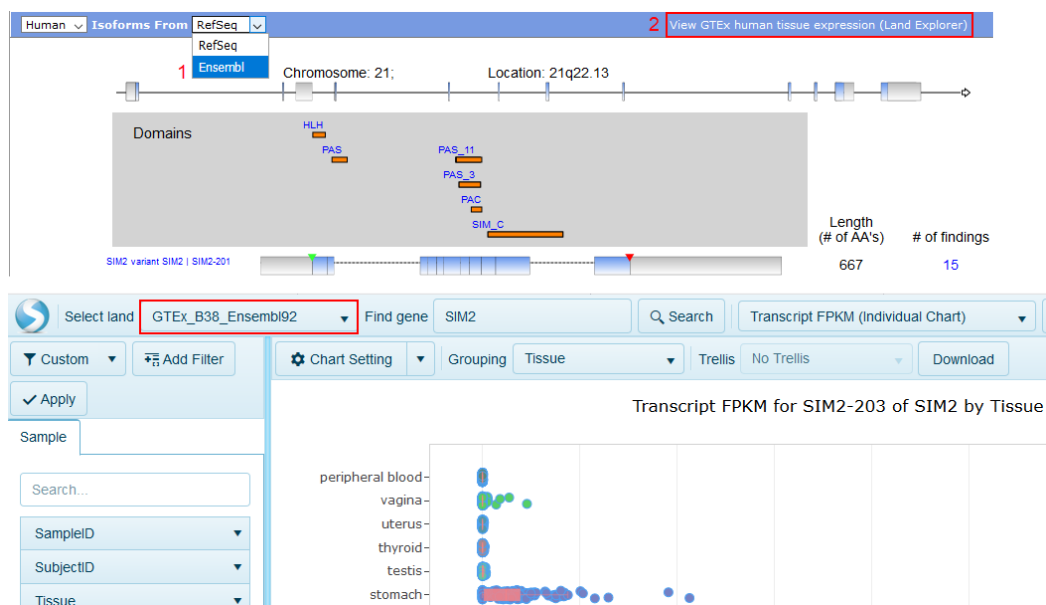 Human Isoforms From RefSeq 2 View GTEx human tissue expression (Land Explorer)
RefSeq
1 Ensembl
Chromosome: 21; Location: 21q22.13
Domains
HLH
PAS PAS_11
PAS_3
PAC
SIM_C
Length
(# of AA's) # of findings
SIM2 variant SIM2 | SIM2-201 667 15
Select land GTEx_B38_Ensembl92 Find gene SIM2 Search Transcript FPKM (Individual Chart)
Custom Add Filter Chart Setting Grouping Tissue Trellis No Trellis Download
Apply
Transcript FPKM for SIM2-203 of SIM2 by Tissue
Sample
Search...
SampleID
SubjectID
Tissue
peripheral blood
vagina
uterus
thyroid
testis
stomach